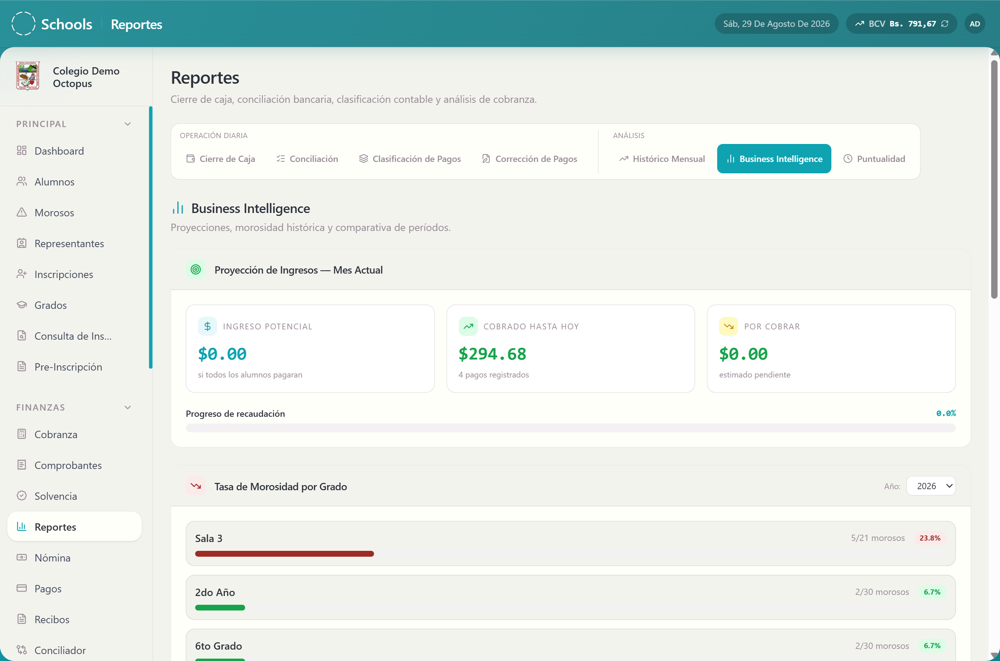 Schools
Reportes
Sáb, 29 De Agosto De 2026
BCV Bs. 791,67
AD
Colegio Demo
Octopus
PRINCIPAL
Dashboard
Alumnos
Morosos
Representantes
Inscripciones
Grados
Consulta de Ins...
Pre-Inscripción
FINANZAS
Cobranza
Comprobantes
Solvencia
Reportes
Nómina
Pagos
Recibos
Conciliador
Reportes
Cierre de caja, conciliación bancaria, clasificación contable y análisis de cobranza.
OPERACIÓN DIARIA
Cierre de Caja
Conciliación
Clasificación de Pagos
Corrección de Pagos
ANÁLISIS
Histórico Mensual
Business Intelligence
Puntualidad
Business Intelligence
Proyecciones, morosidad histórica y comparativa de períodos.
Proyección de Ingresos — Mes Actual
INGRESO POTENCIAL
$0.00
si todos los alumnos pagaran
COBRADO HASTA HOY
$294.68
4 pagos registrados
POR COBRAR
$0.00
estimado pendiente
Progreso de recaudación
0.0%
Tasa de Morosidad por Grado
Año: 2026
Sala 3
5/21 morosos 23.8%
2do Año
2/30 morosos 6.7%
6to Grado
2/30 morosos 6.7%